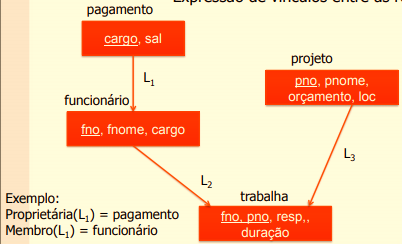 Expressão de vínculos entre as
pagamento
cargo, sal
projeto
L1
pno, pnome,
orçamento, loc
funcionário
fno, fnome, cargo
L3
L2
trabalha
Exemplo:
Proprietária(L1) = pagamento
Membro(L1) = funcionário
fno, pno, resp,,
duração